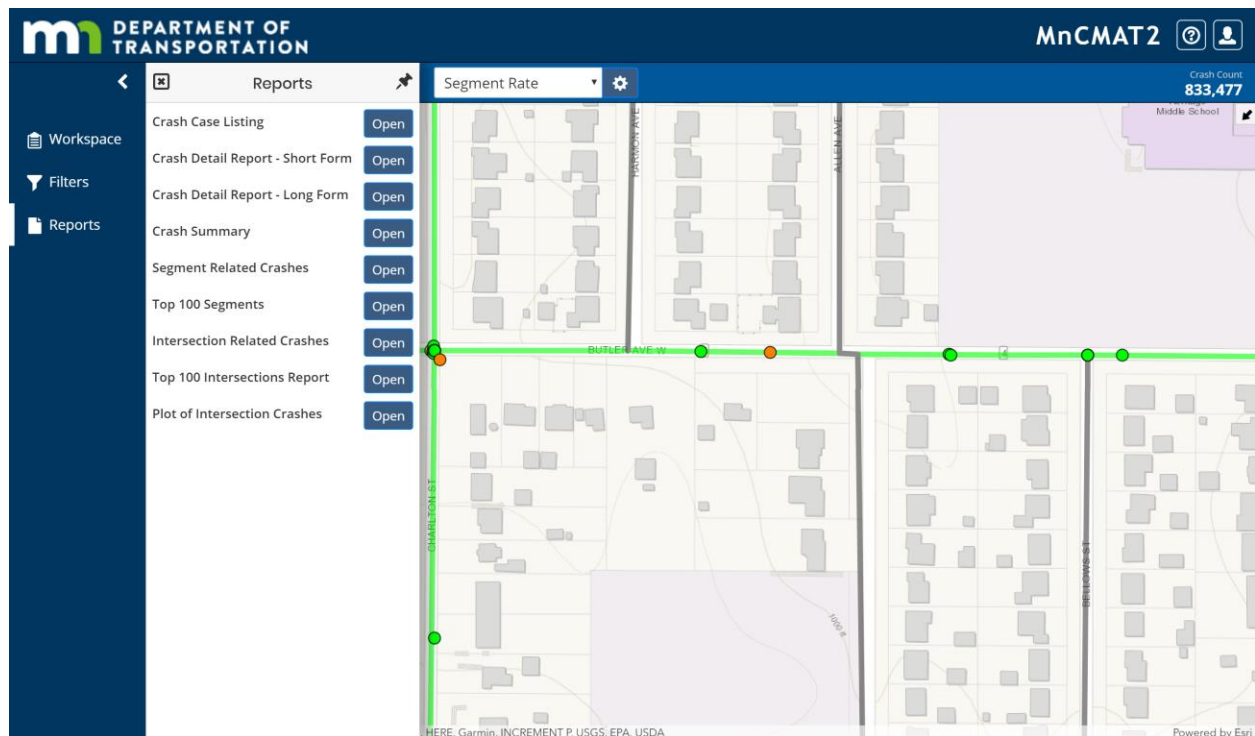 DEPARTMENT OF
TRANSPORTATION
MnCMAT2
Reports
Segment Rate
Crash Count
833,477
Workspace
Filters
Reports
Crash Case Listing Open
Crash Detail Report - Short Form Open
Crash Detail Report - Long Form Open
Crash Summary Open
Segment Related Crashes Open
Top 100 Segments Open
Intersection Related Crashes Open
Top 100 Intersections Report Open
Plot of Intersection Crashes Open
HARMON AVE
ALLEN AVE
Middle School
BUTLER AVE W
CHARLTON ST
BELLOWS ST
1000 ft
HERE, Garmin, INCREMENT P, USGS, EPA, USDA
Powered by Esri